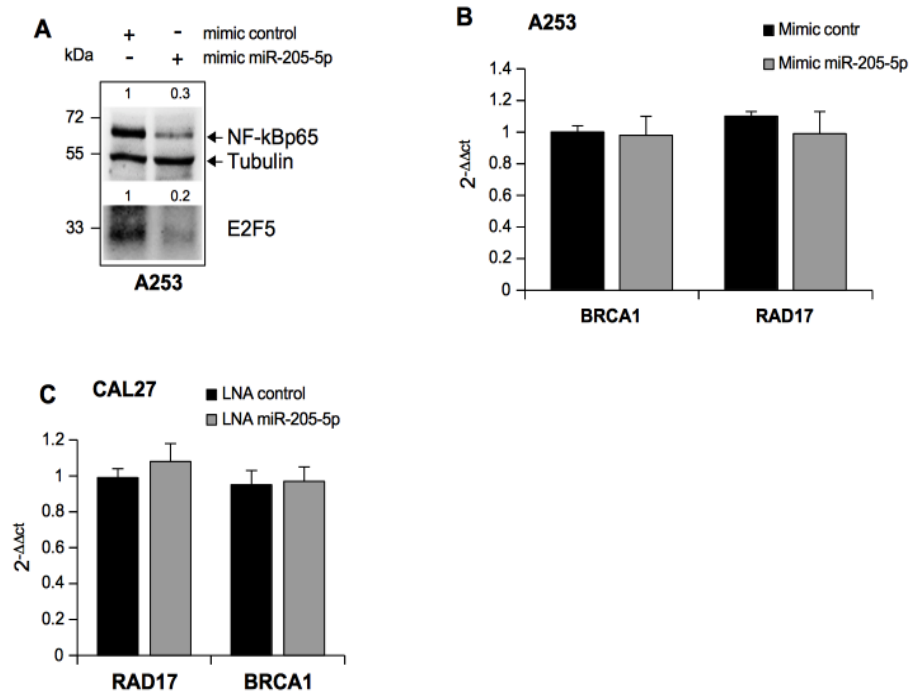 A
+ - mimic control
kDa - + mimic miR-205-5p
1 0.3
72
NF-kBp65
55 Tubulin
1 0.2
33 E2F5
A253
B A253
Mimic contr
Mimic miR-205-5p
2-ΔΔct
1.4
1.2
1
0.8
0.6
0.4
0.2
0
BRCA1 RAD17
C CAL27
LNA control
LNA miR-205-5p
2-ΔΔct
1.2
1
0.8
0.6
0.4
0.2
0
RAD17 BRCA1